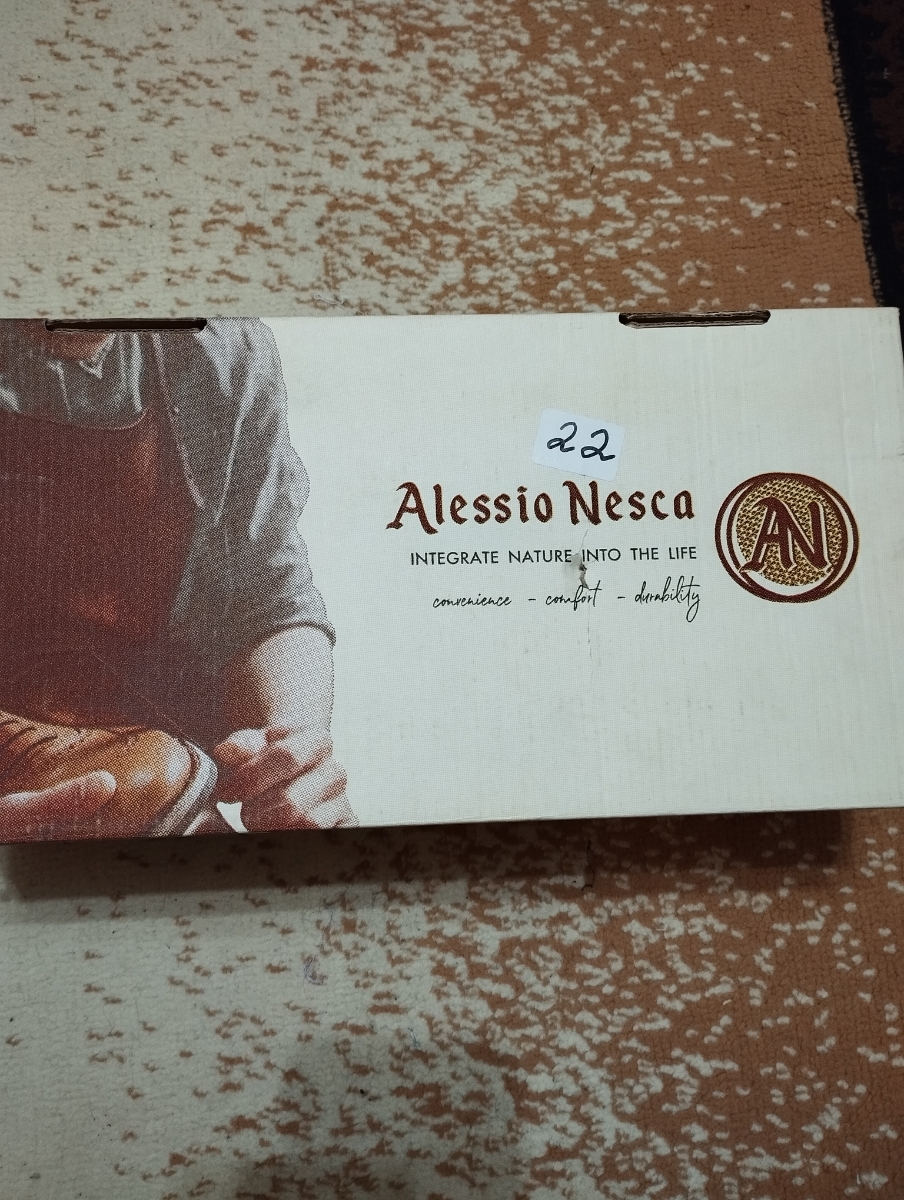 22
Alessio Nesca
AN
INTEGRATE NATURE INTO THE LIFE
convenience - comfort - durability